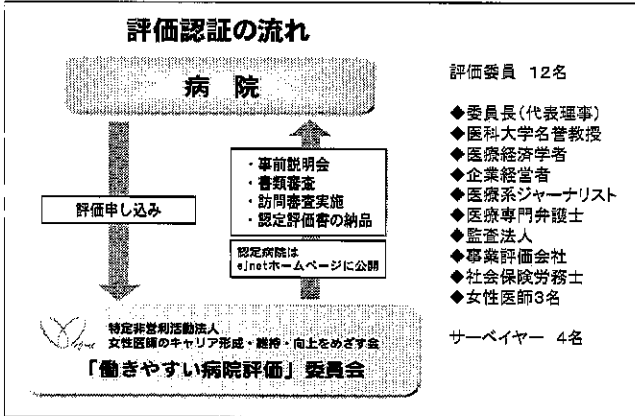 評価認証の流れ
病 院
評価申し込み
・事前説明会
・書類審査
・訪問審査実施
・認定評価書の納品
認定病院は
ejnetホームページに公開
特定非営利活動法人
女性医師のキャリア形成・維持・向上をめざす会
「働きやすい病院評価」委員会
評価委員 12名
◆委員長(代表理事)
◆医科大学名誉教授
◆医療経済学者
◆企業経営者
◆医療系ジャーナリスト
◆医療専門弁護士
◆監査法人
◆事業評価会社
◆社会保険労務士
◆女性医師3名
サーベイヤー 4名